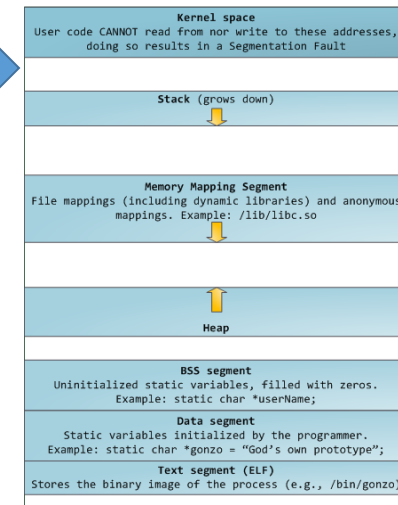 Kernel space
User code CANNOT read from nor write to these addresses,
doing so results in a Segmentation Fault
Stack (grows down)
Memory Mapping Segment
File mappings (including dynamic libraries) and anonymous
mappings. Example: /lib/libc.so
Heap
BSS segment
Uninitialized static variables, filled with zeros.
Example: static char *userName;
Data segment
Static variables initialized by the programmer.
Example: static char *gonzo = “God’s own prototype”;
Text segment (ELF)
Stores the binary image of the process (e.g., /bin/gonzo)